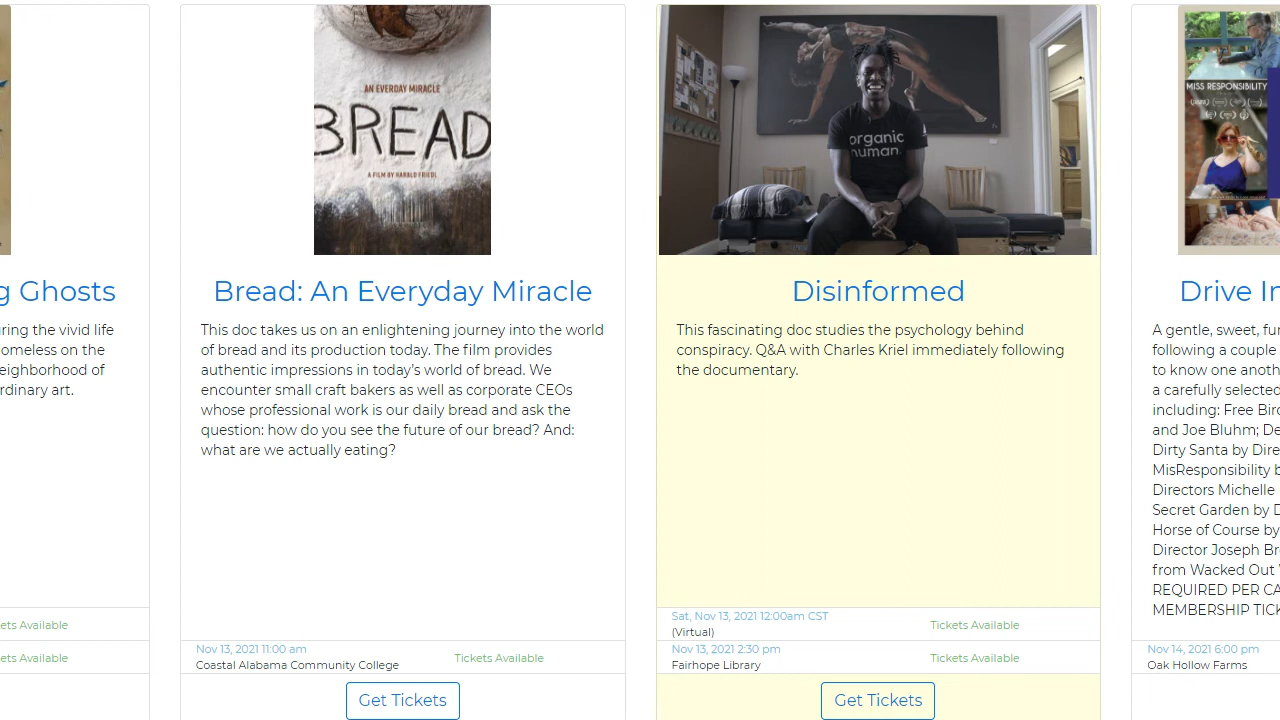 g Ghosts
ring the vivid life
omeless on the
eighborhood of
rdinary art.
ets Available
ets Available
AN EVERDAY MIRACLE
BREAD
A FILM BY HARALD FRIEDL
Bread: An Everyday Miracle
This doc takes us on an enlightening journey into the world
of bread and its production today. The film provides
authentic impressions in today’s world of bread. We
encounter small craft bakers as well as corporate CEOs
whose professional work is our daily bread and ask the
question: how do you see the future of our bread? And:
what are we actually eating?
Nov 13, 2021 11:00 am
Coastal Alabama Community College
Tickets Available
Get Tickets
organic
human.
Disinformed
This fascinating doc studies the psychology behind
conspiracy. Q&A with Charles Kriel immediately following
the documentary.
Sat, Nov 13, 2021 12:00am CST
(Virtual)
Tickets Available
Nov 13, 2021 2:30 pm
Fairhope Library
Tickets Available
Get Tickets
MISS RESPONSIBILITY
Drive In
A gentle, sweet, fun
following a couple
to know one anoth
a carefully selected
including: Free Bird
and Joe Bluhm; De
Dirty Santa by Dire
MisResponsibility b
Directors Michelle
Secret Garden by D
Horse of Course by
Director Joseph Br
from Wacked Out
REQUIRED PER CA
MEMBERSHIP TICK
Nov 14, 2021 6:00 pm
Oak Hollow Farms